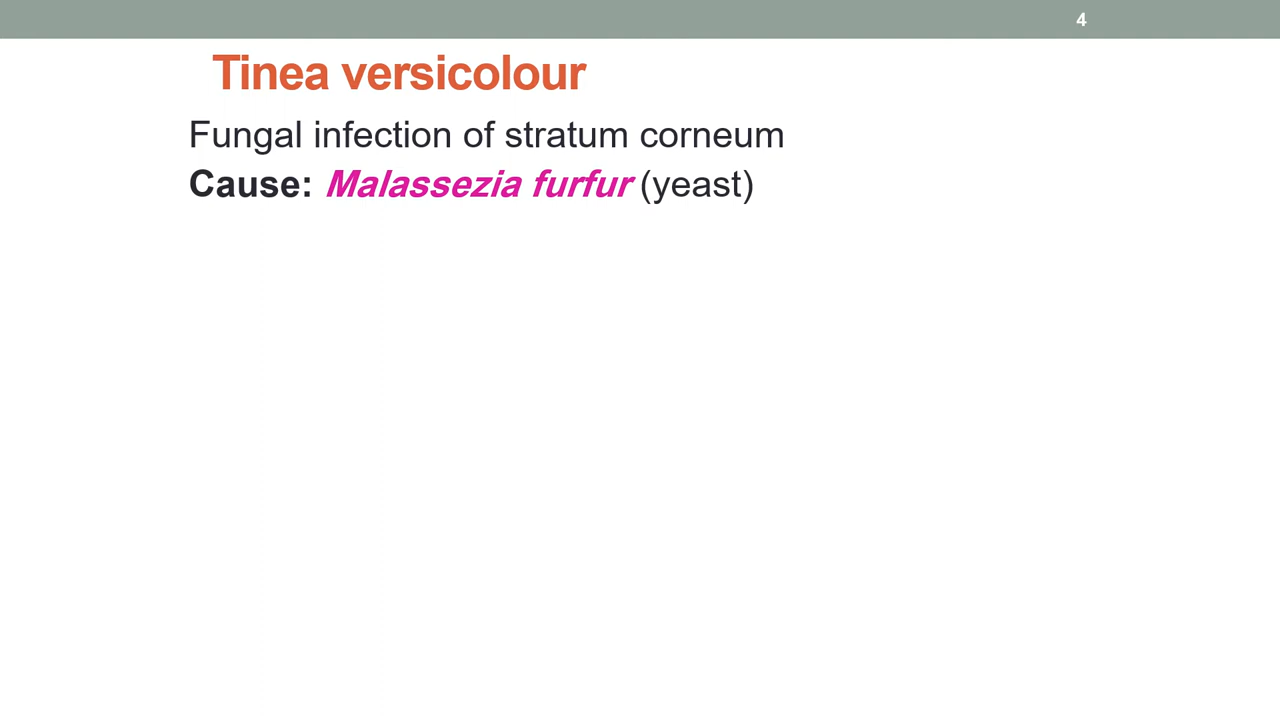 4
Tinea versicolour
Fungal infection of stratum corneum
Cause: Malassezia furfur (yeast)